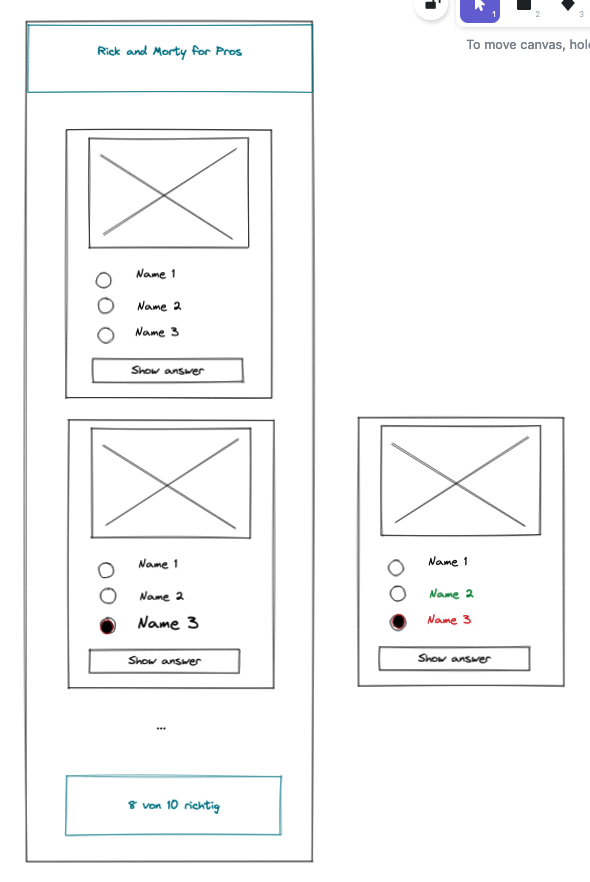 1
2
3
To move canvas, hol
Rick and Morty for Pros
Name 1
Name 2
Name 3
Show answer
Name 1
Name 2
Name 3
Show answer
Name 1
Name 2
Name 3
Show answer
...
8 von 10 richtig